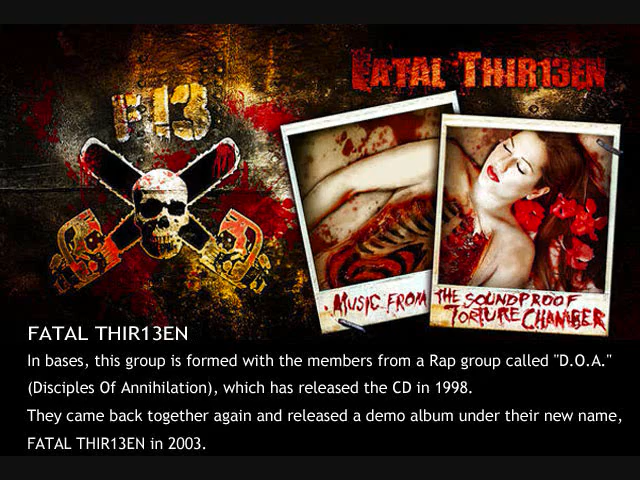 FATAL THIR13EN
F13
MUSIC FROM THE SOUNDPROOF
TORTURE CHAMBER
FATAL THIR13EN
In bases, this group is formed with the members from a Rap group called "D.O.A."
(Disciples Of Annihilation), which has released the CD in 1998.
They came back together again and released a demo album under their new name,
FATAL THIR13EN in 2003.